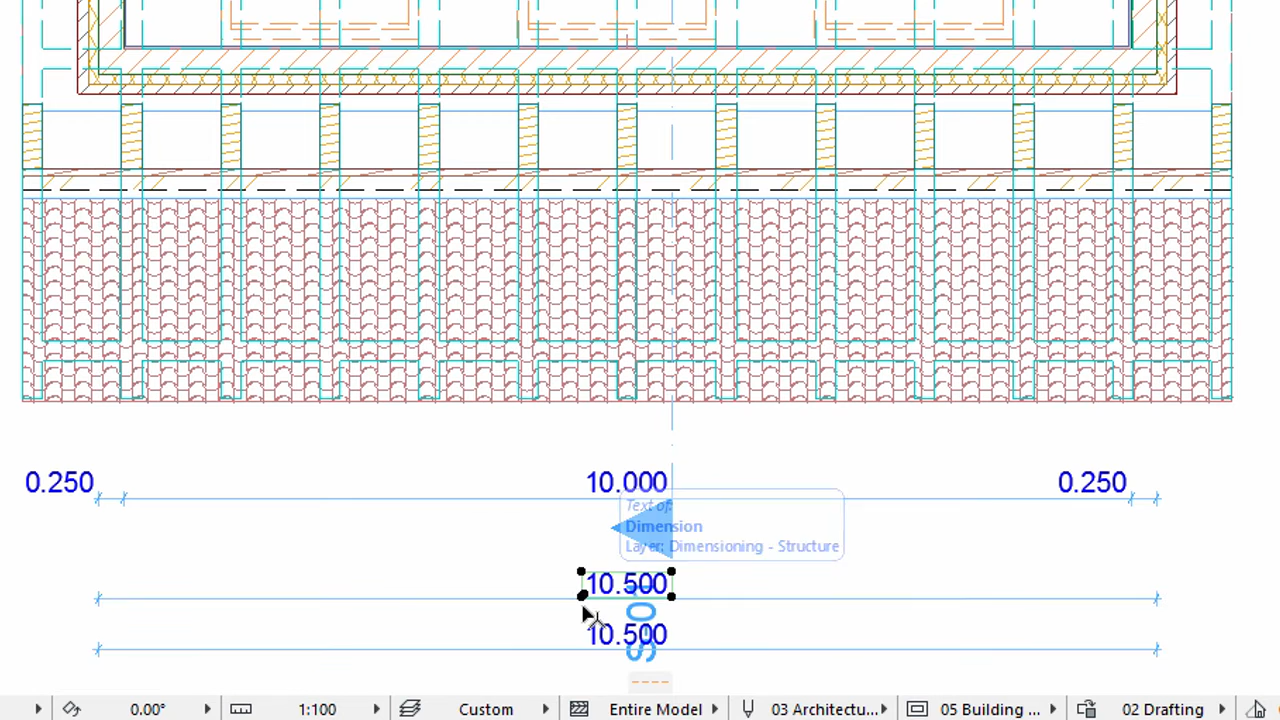 0.250 10.000 0.250
Text of:
Dimension
Layer: Dimensioning - Structure
10.500
10.500
0.00° 1:100 Custom Entire Model 03 Architectu... 05 Building ... 02 Drafting